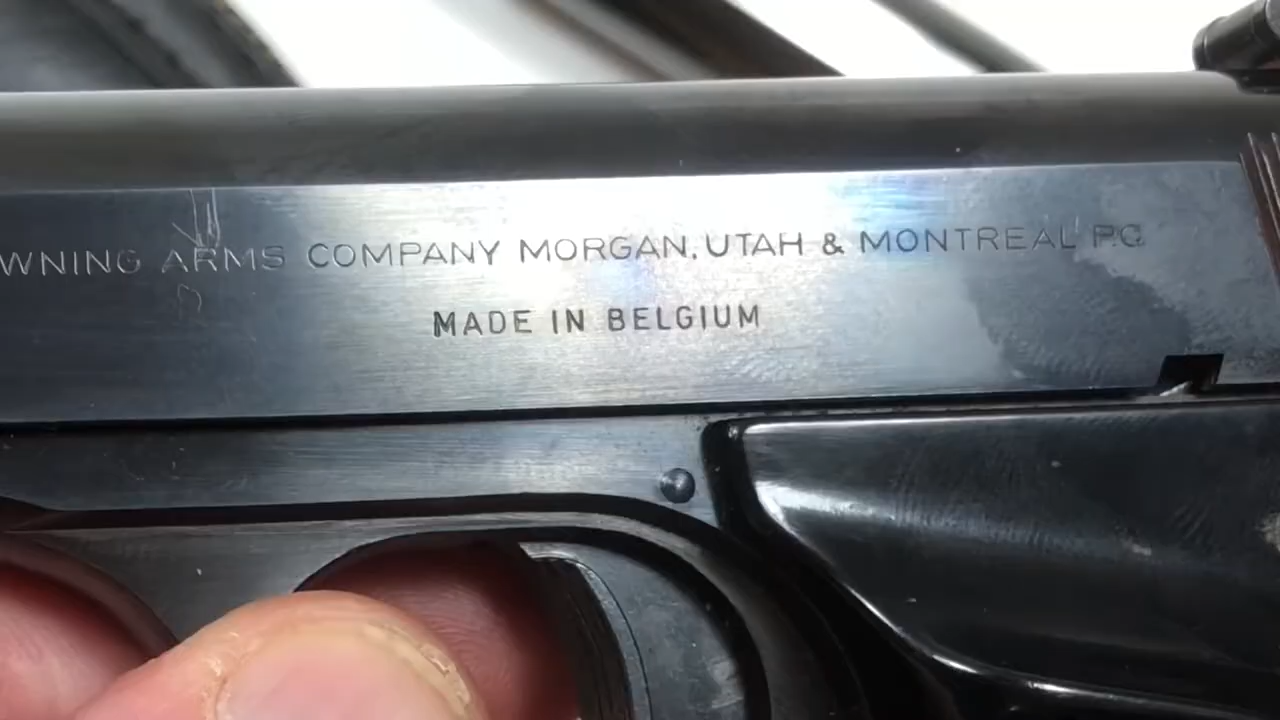 WNING ARMS COMPANY MORGAN, UTAH & MONTREAL P.Q.
MADE IN BELGIUM